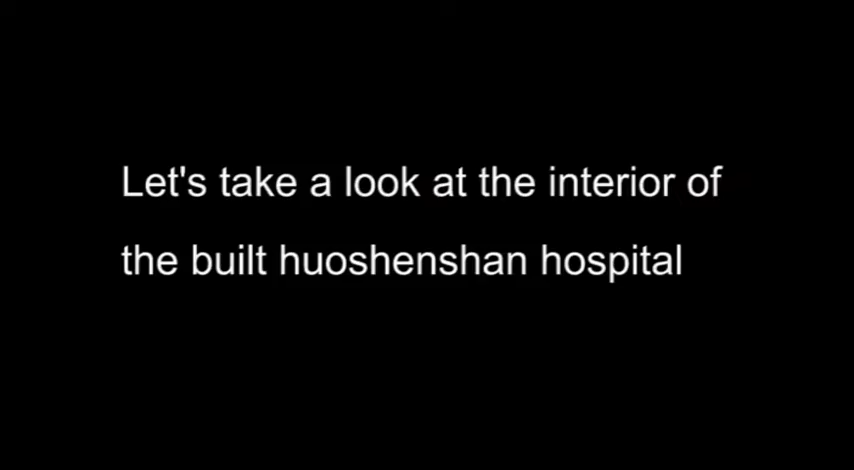 Let's take a look at the interior of
the built huoshenshan hospital